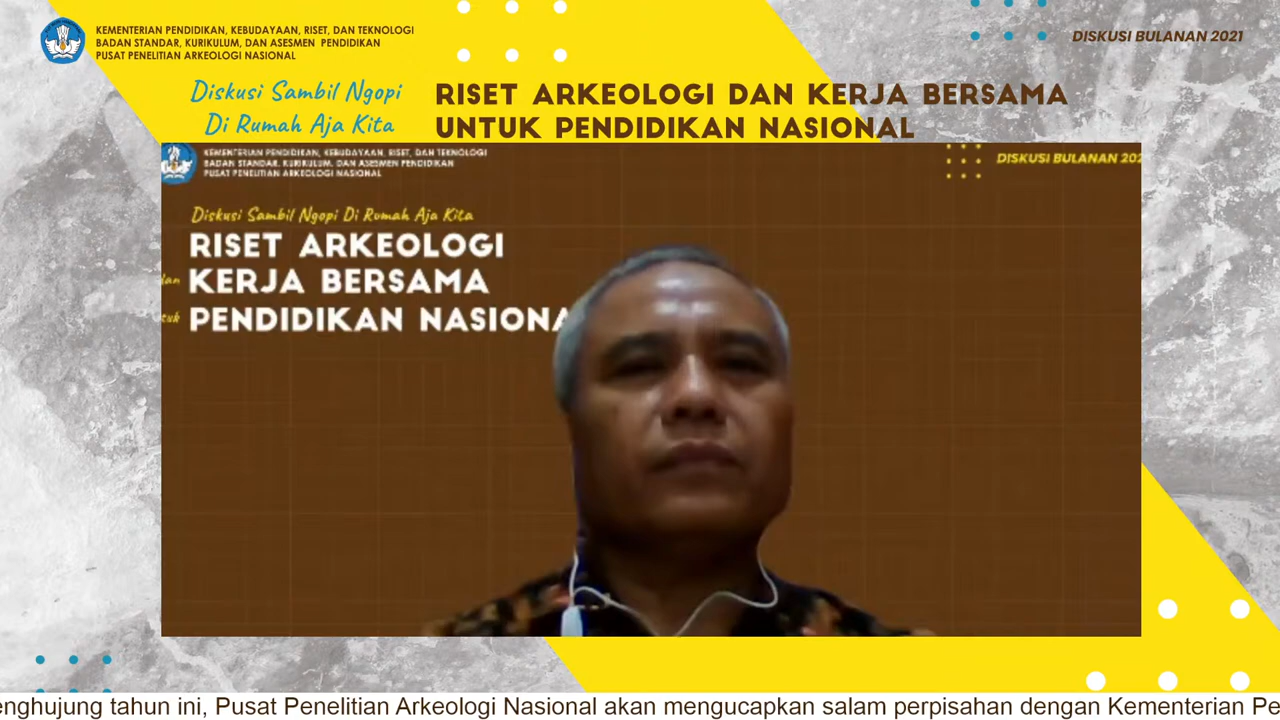 KEMENTERIAN PENDIDIKAN, KEBUDAYAAN, RISET, DAN TEKNOLOGI
BADAN STANDAR, KURIKULUM, DAN ASESMEN PENDIDIKAN
PUSAT PENELITIAN ARKEOLOGI NASIONAL
DISKUSI BULANAN 2021
Diskusi Sambil Ngopi
Di Rumah Aja Kita
RISET ARKEOLOGI DAN KERJA BERSAMA
UNTUK PENDIDIKAN NASIONAL
KEMENTERIAN PENDIDIKAN, KEBUDAYAAN, RISET, DAN TEKNOLOGI
BADAN STANDAR, KURIKULUM, DAN ASESMEN PENDIDIKAN
PUSAT PENELITIAN ARKEOLOGI NASIONAL
DISKUSI BULANAN 202
Diskusi Sambil Ngopi Di Rumah Aja Kita
RISET ARKEOLOGI
KERJA BERSAMA
PENDIDIKAN NASIONA
enghujung tahun ini, Pusat Penelitian Arkeologi Nasional akan mengucapkan salam perpisahan dengan Kementerian Pe